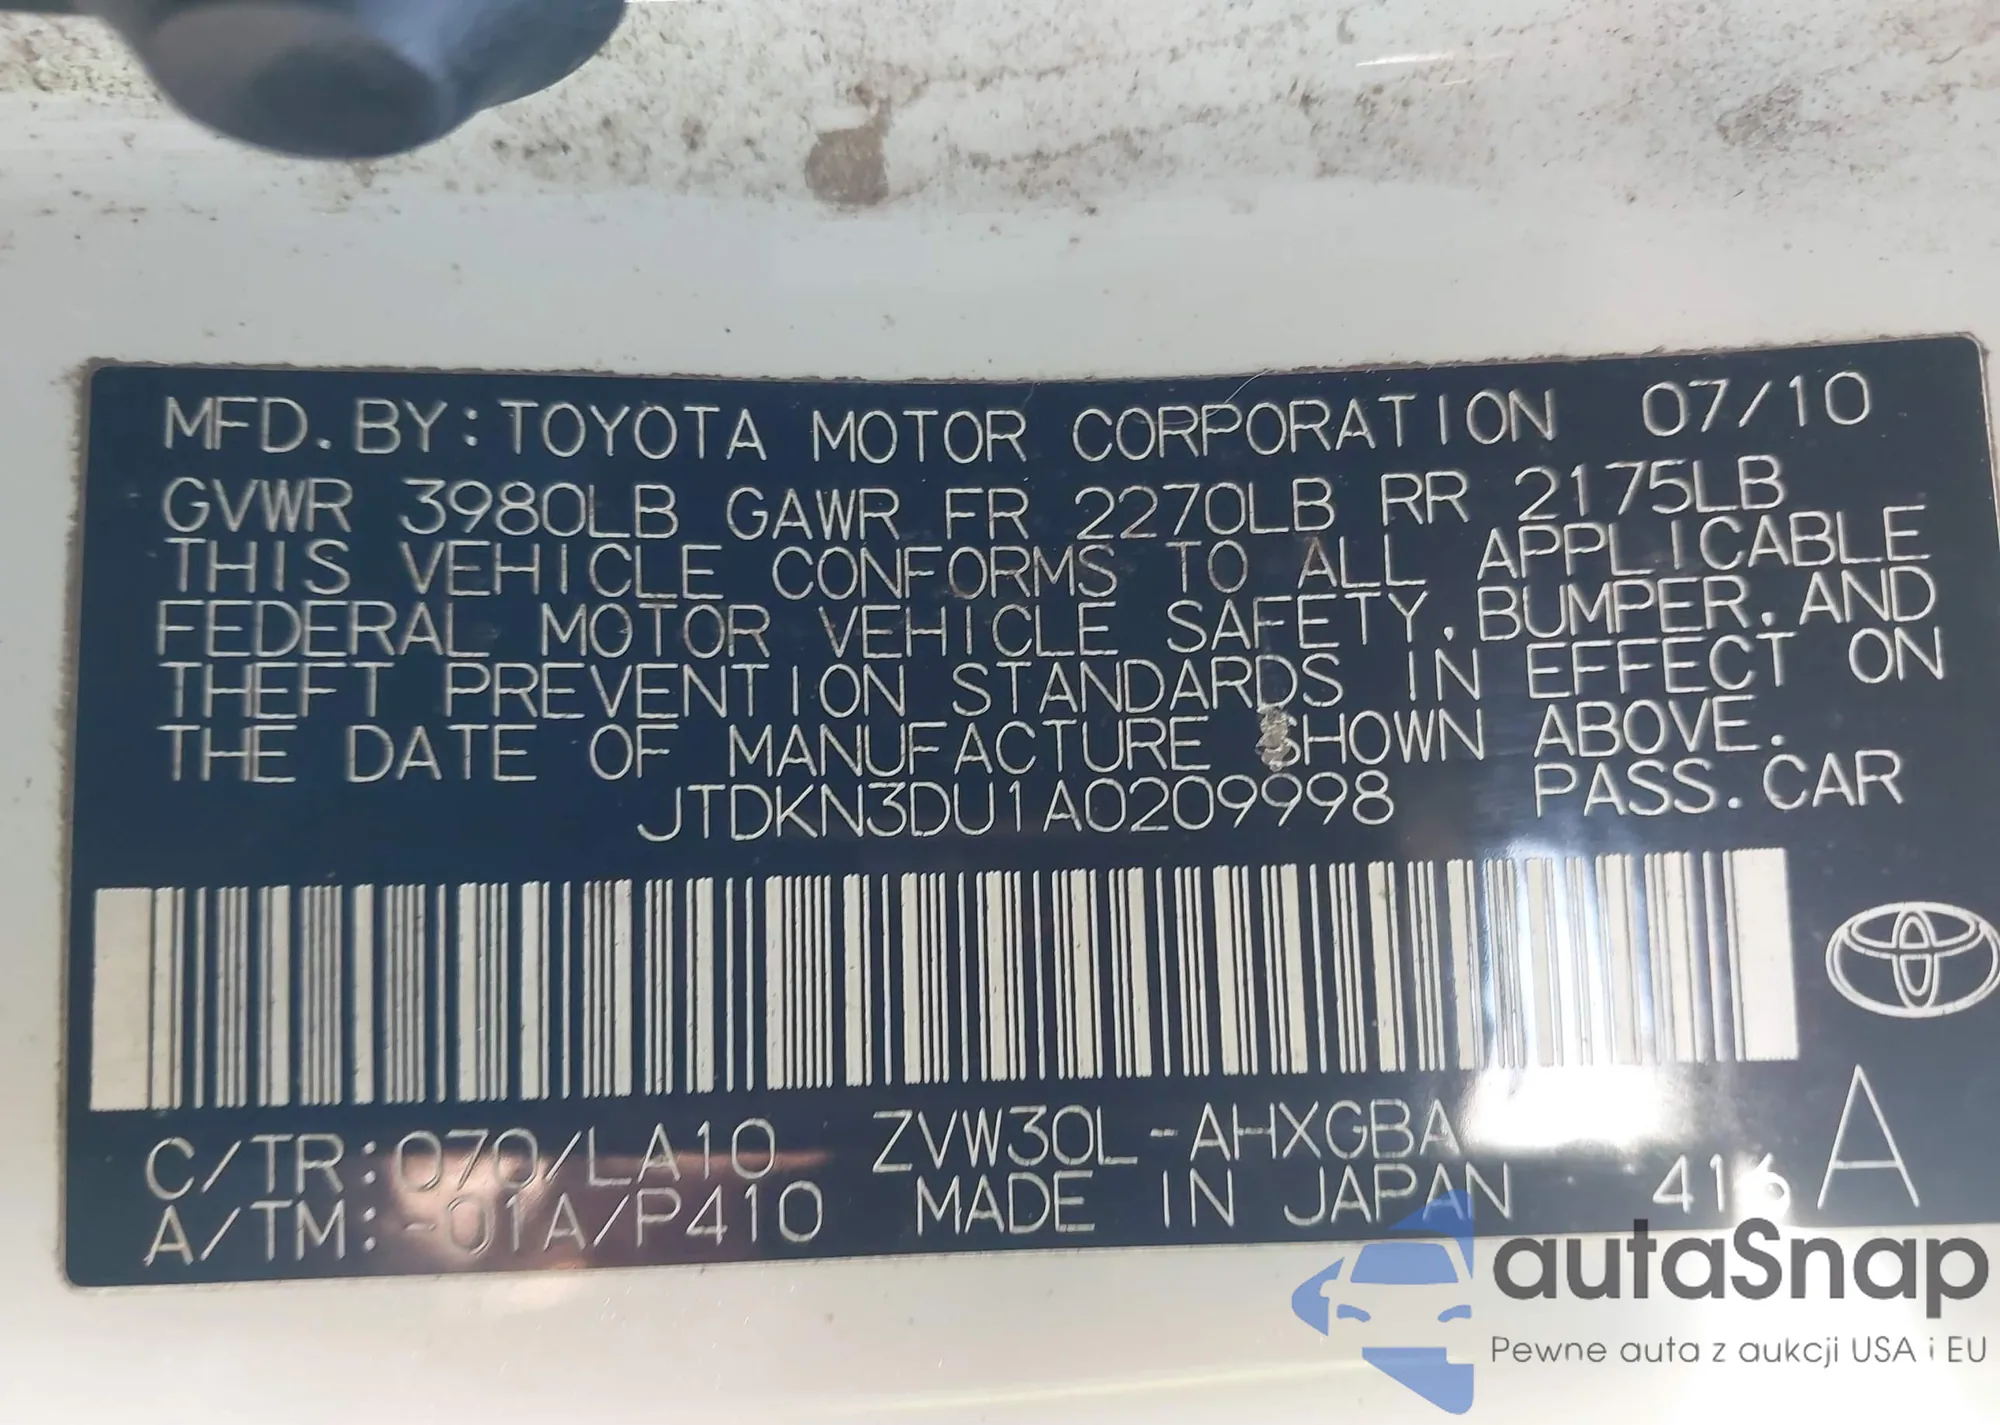 MFD. BY: TOYOTA MOTOR CORPORATION 07/10
GVWR 3980LB GAWR FR 2270LB RR 2175LB
THIS VEHICLE CONFORMS TO ALL APPLICABLE
FEDERAL MOTOR VEHICLE SAFETY, BUMPER, AND
THEFT PREVENTION STANDARDS IN EFFECT ON
THE DATE OF MANUFACTURE SHOWN ABOVE.
JTDKN3DU1A0209998 PASS. CAR
C/TR: 070/LA10 ZVW30L-AHXGBA A
A/TM: -01A/P410 MADE IN JAPAN 416
autaSnap
Pewne auta z aukcji USA i EU